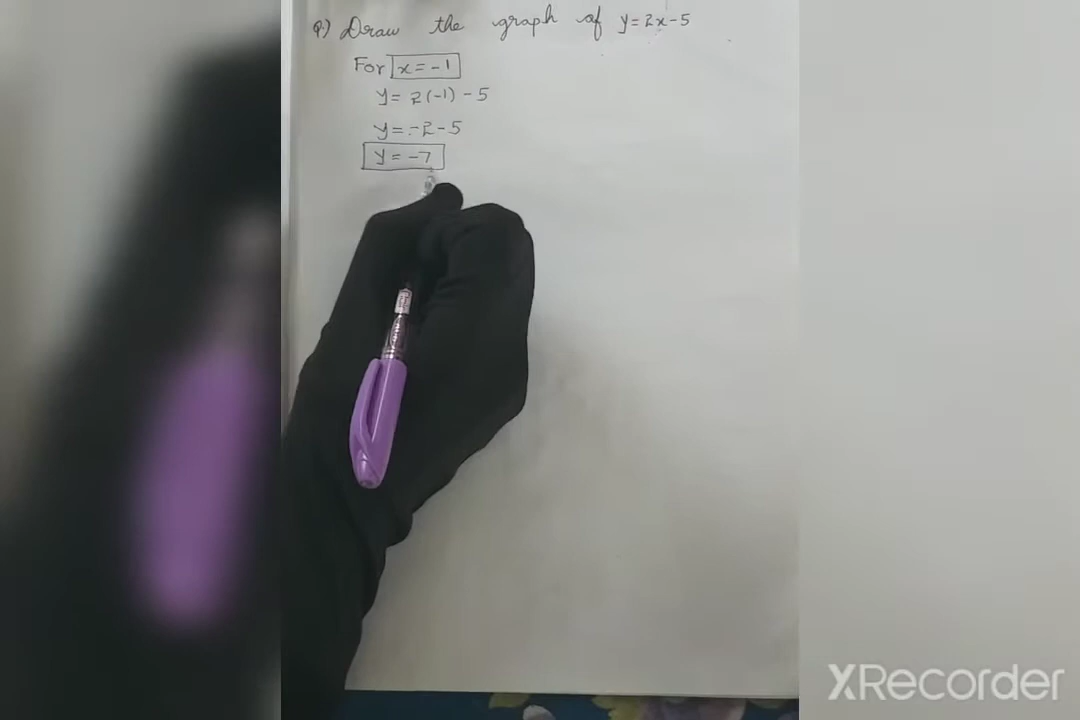 Q.) Draw the graph of y = 2x - 5
For x = -1
y = 2(-1) - 5
y = -2 - 5
y = -7
XRecorder